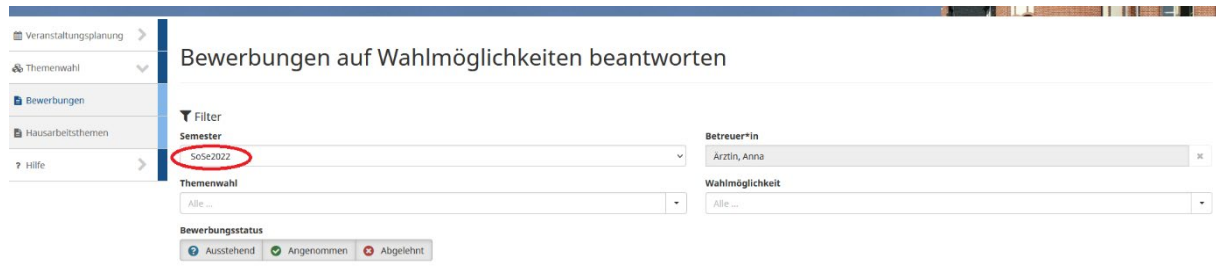 Veranstaltungsplanung
Themenwahl
Bewerbungen
Hausarbeitsthemen
? Hilfe
Bewerbungen auf Wahlmöglichkeiten beantworten
Filter
Semester
SoSe2022
Betreuer*in
Ärztin, Anna
Themenwahl
Alle ...
Wahlmöglichkeit
Alle ...
Bewerbungsstatus
Ausstehend Angenommen Abgelehnt